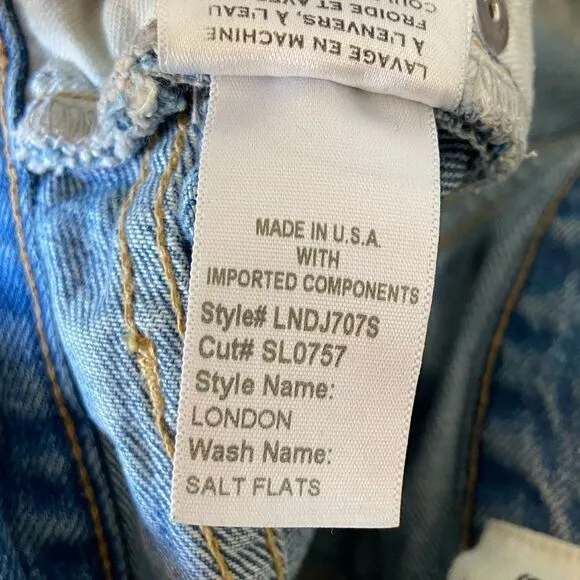 LAVAGE EN MACHINE
À L'ENVERS, À L'EAU
FROIDE ET AVEC
MADE IN U.S.A.
WITH
IMPORTED COMPONENTS
Style# LNDJ707S
Cut# SL0757
Style Name:
LONDON
Wash Name:
SALT FLATS